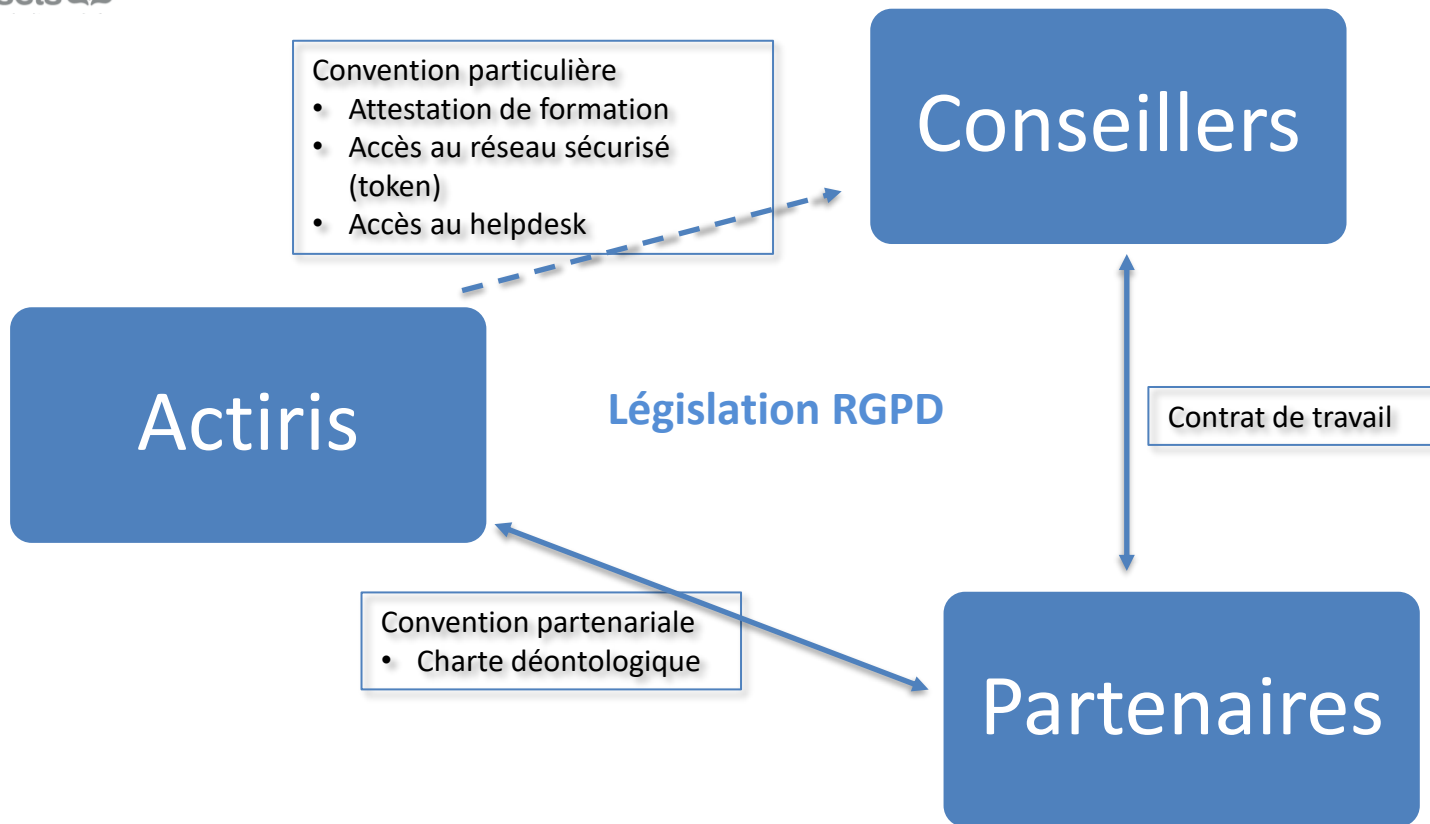 Convention particulière
• Attestation de formation
• Accès au réseau sécurisé
(token)
• Accès au helpdesk
Conseillers
Actiris
Législation RGPD
Contrat de travail
Convention partenariale
• Charte déontologique
Partenaires